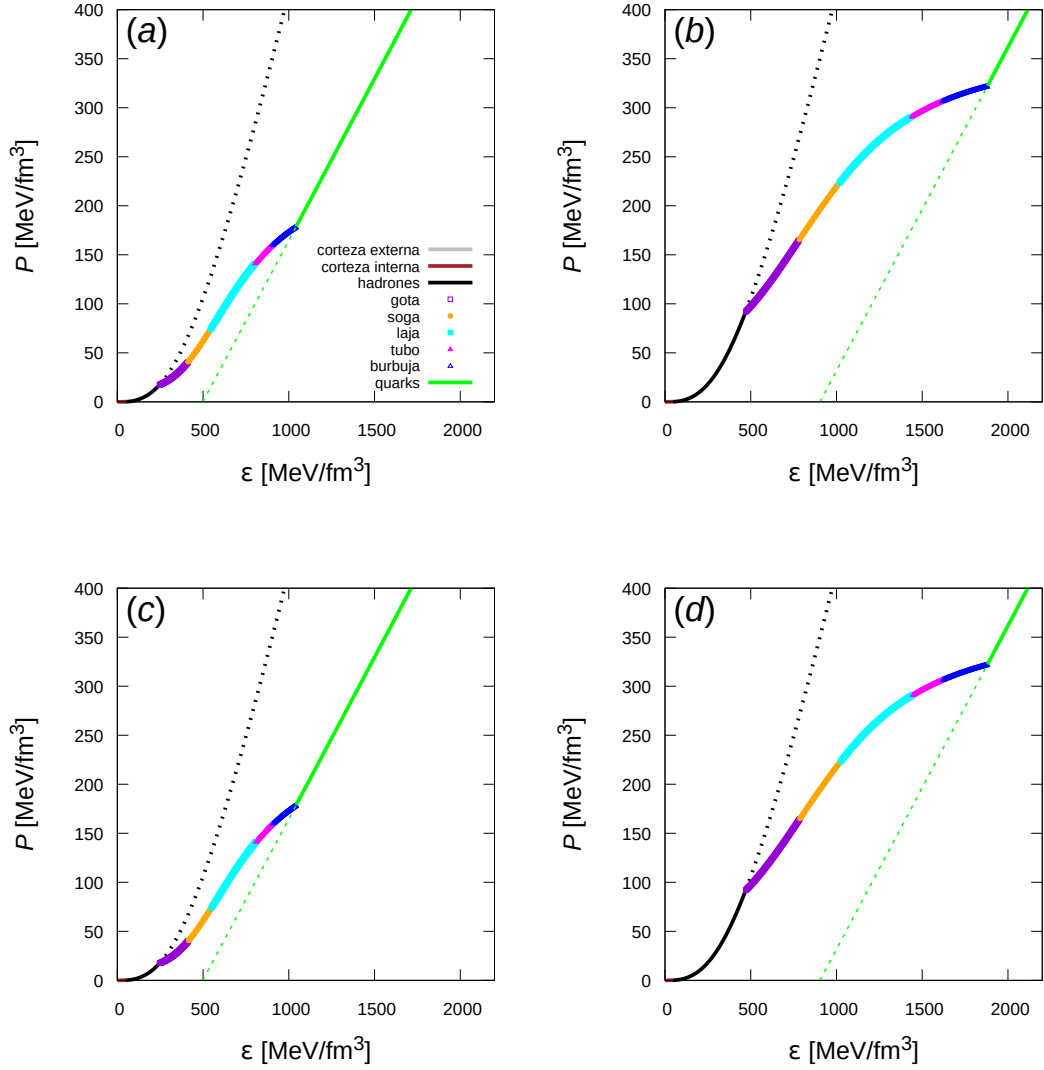 (a)
P [MeV/fm³]
400
350
300
250
200
150
100
50
0
corteza externa
corteza interna
hadrones
gota
soga
laja
tubo
burbuja
quarks
0 500 1000 1500 2000
ε [MeV/fm³]
(b)
P [MeV/fm³]
400
350
300
250
200
150
100
50
0
0 500 1000 1500 2000
ε [MeV/fm³]
(c)
P [MeV/fm³]
400
350
300
250
200
150
100
50
0
0 500 1000 1500 2000
ε [MeV/fm³]
(d)
P [MeV/fm³]
400
350
300
250
200
150
100
50
0
0 500 1000 1500 2000
ε [MeV/fm³]